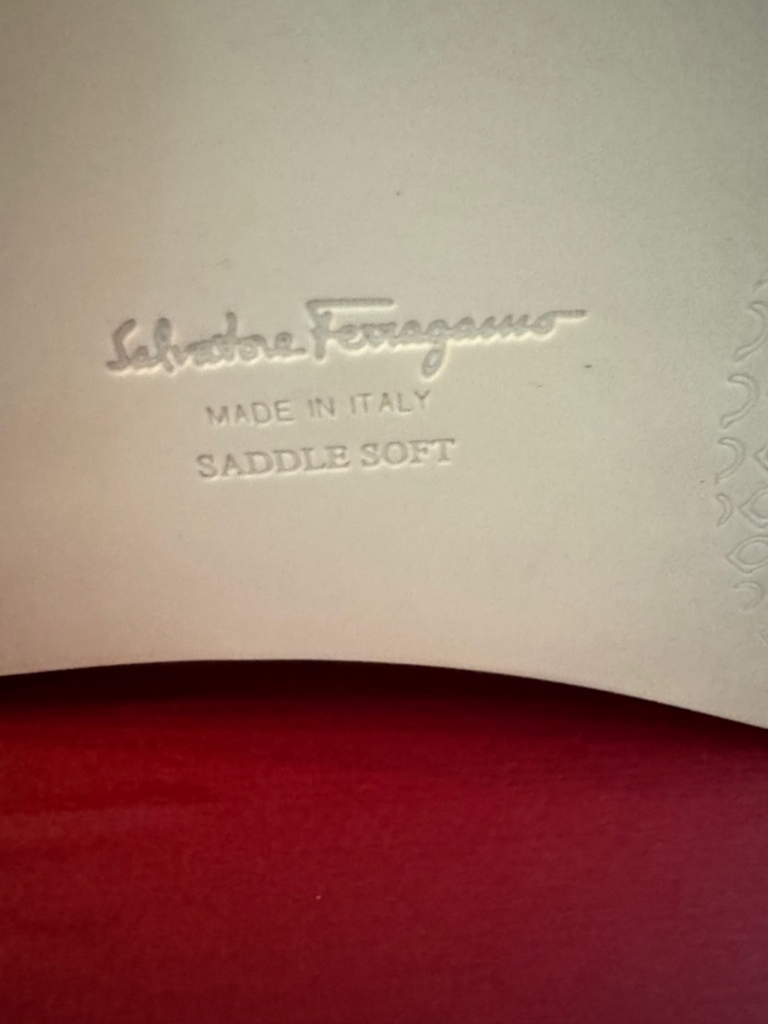 Salvatore Ferragamo
MADE IN ITALY
SADDLE SOFT